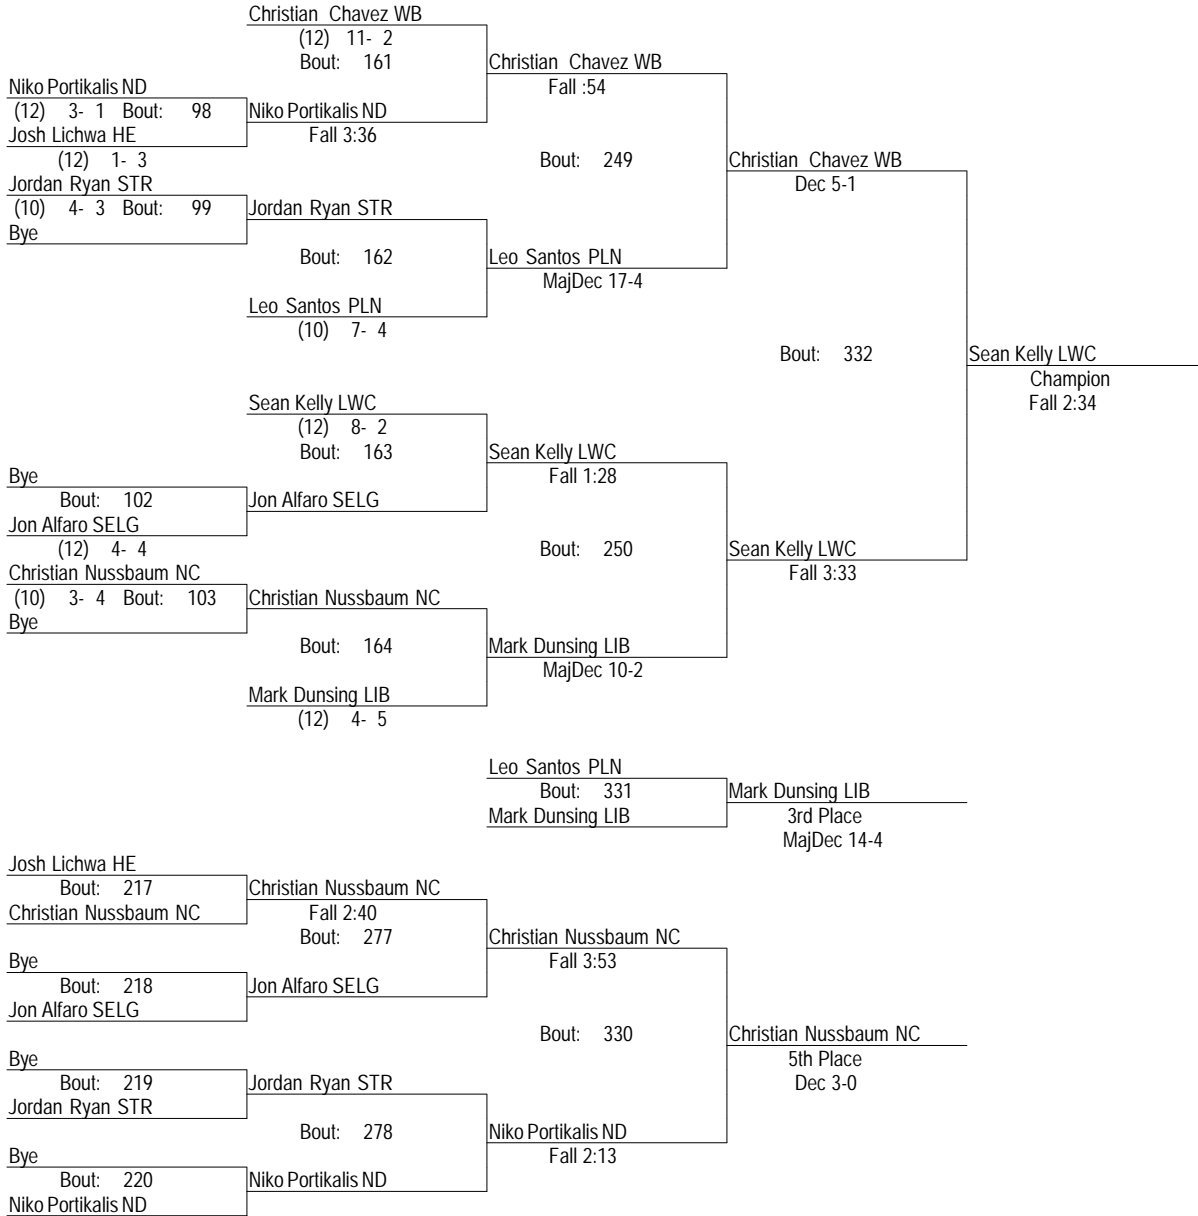 Christian Chavez WB
(12) 11- 2
Bout: 161
Christian Chavez WB
Fall :54
Niko Portikalis ND
(12) 3- 1 Bout: 98
Niko Portikalis ND
Josh Lichwa HE
Fall 3:36
(12) 1- 3
Bout: 249
Christian Chavez WB
Dec 5-1
Jordan Ryan STR
(10) 4- 3 Bout: 99
Jordan Ryan STR
Bye
Bout: 162
Leo Santos PLN
MajDec 17-4
Leo Santos PLN
(10) 7- 4
Bout: 332
Sean Kelly LWC
Champion
Fall 2:34
Sean Kelly LWC
(12) 8- 2
Bout: 163
Sean Kelly LWC
Fall 1:28
Bye
Bout: 102
Jon Alfaro SELG
Jon Alfaro SELG
(12) 4- 4
Bout: 250
Sean Kelly LWC
Fall 3:33
Christian Nussbaum NC
(10) 3- 4 Bout: 103
Christian Nussbaum NC
Bye
Bout: 164
Mark Dunsing LIB
MajDec 10-2
Mark Dunsing LIB
(12) 4- 5
Leo Santos PLN
Bout: 331
Mark Dunsing LIB
Mark Dunsing LIB
3rd Place
MajDec 14-4
Josh Lichwa HE
Bout: 217
Christian Nussbaum NC
Christian Nussbaum NC
Fall 2:40
Bout: 277
Christian Nussbaum NC
Fall 3:53
Bye
Bout: 218
Jon Alfaro SELG
Jon Alfaro SELG
Bout: 330
Christian Nussbaum NC
5th Place
Dec 3-0
Bye
Bout: 219
Jordan Ryan STR
Jordan Ryan STR
Bout: 278
Niko Portikalis ND
Fall 2:13
Bye
Bout: 220
Niko Portikalis ND
Niko Portikalis ND